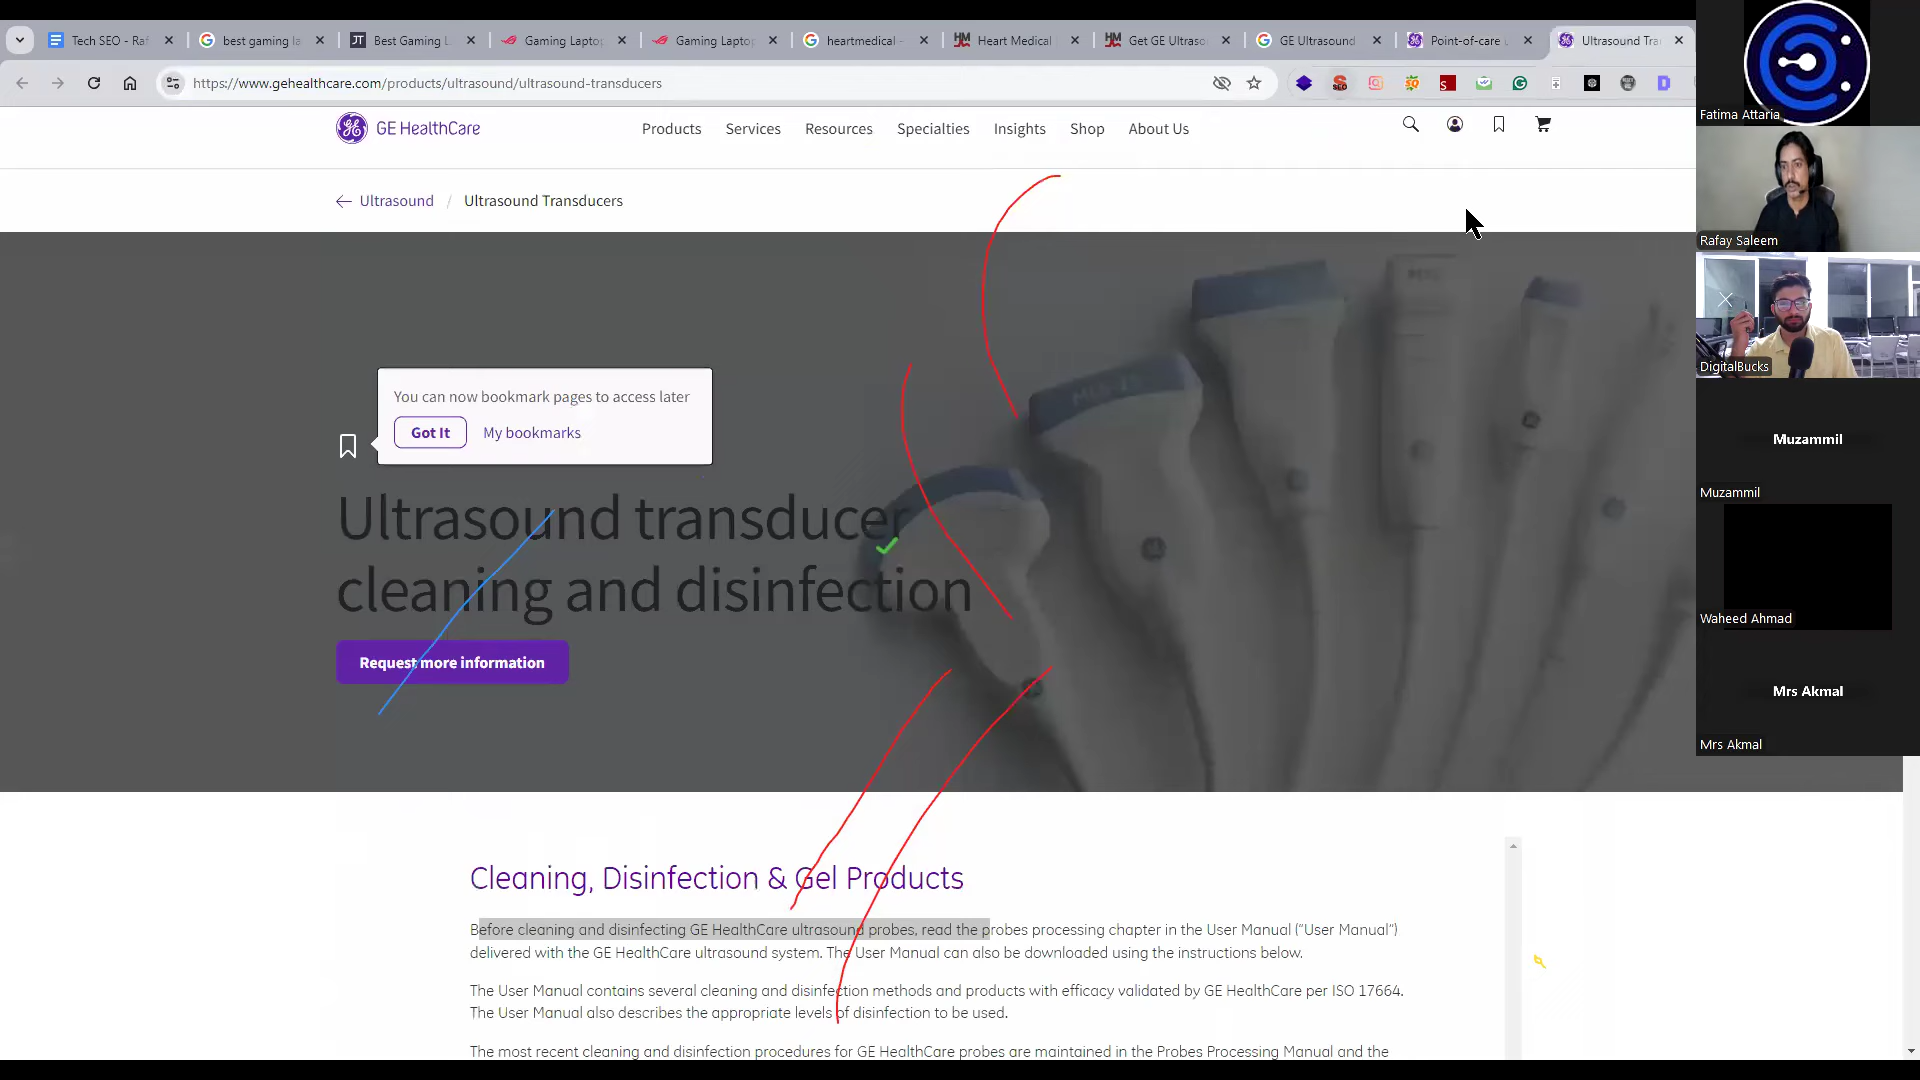 Tech SEO - Raf
best gaming la
Best Gaming L
Gaming Laptop
Gaming Laptop
heartmedical -
Heart Medical
Get GE Ultraso
GE Ultrasound
Point-of-care u
Ultrasound Tra
https://www.gehealthcare.com/products/ultrasound/ultrasound-transducers
GE HealthCare
Products
Services
Resources
Specialties
Insights
Shop
About Us
Ultrasound / Ultrasound Transducers
You can now bookmark pages to access later
Got It
My bookmarks
Ultrasound transducer
cleaning and disinfection
Request more information
Cleaning, Disinfection & Gel Products
Before cleaning and disinfecting GE HealthCare ultrasound probes, read the probes processing chapter in the User Manual (“User Manual”)
delivered with the GE HealthCare ultrasound system. The User Manual can also be downloaded using the instructions below.
The User Manual contains several cleaning and disinfection methods and products with efficacy validated by GE HealthCare per ISO 17664.
The User Manual also describes the appropriate levels of disinfection to be used.
The most recent cleaning and disinfection procedures for GE HealthCare probes are maintained in the Probes Processing Manual and the
Fatima Attaria
Rafay Saleem
DigitalBucks
Muzammil
Muzammil
Waheed Ahmad
Mrs Akmal
Mrs Akmal